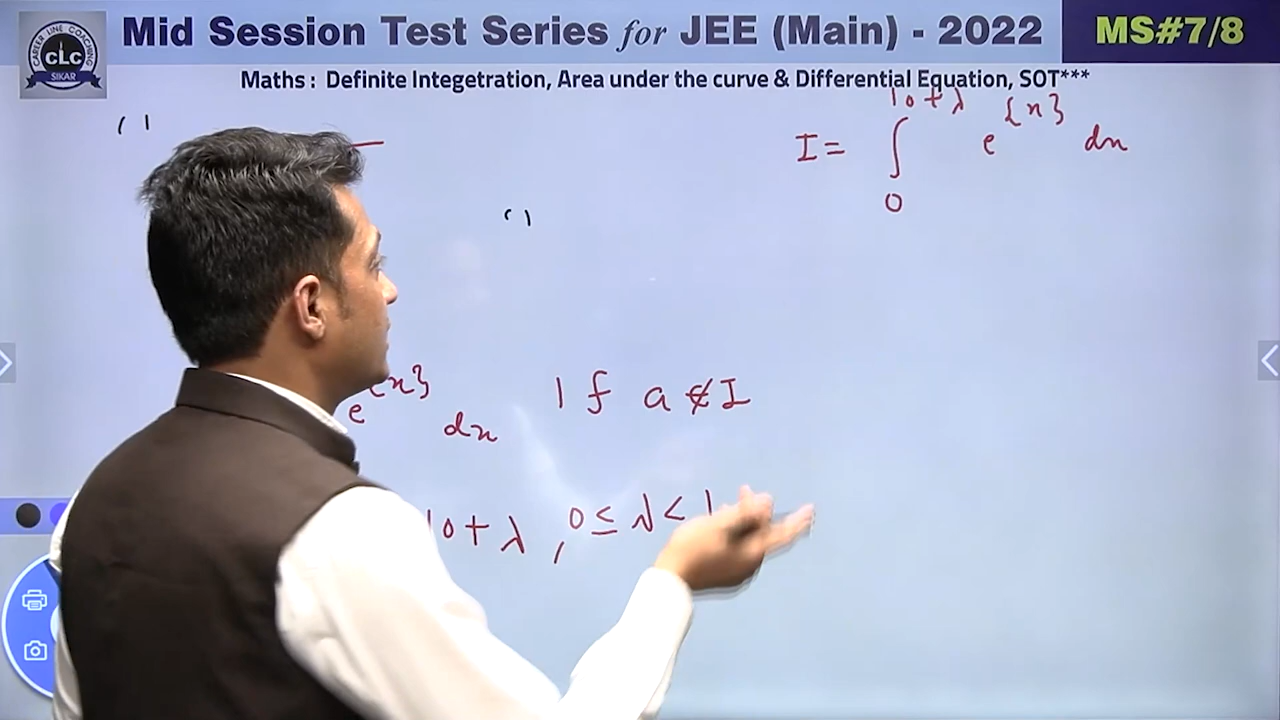 Mid Session Test Series for JEE (Main) - 2022
MS#7/8
CAREER LINE COACHING
CLC
SIKAR
Maths : Definite Integetration, Area under the curve & Differential Equation, SOT***
I = ∫₀^{10+λ} e^{{x}} dx
e^{{x}} dx If a ∉ I
10+λ , 0≤λ<1